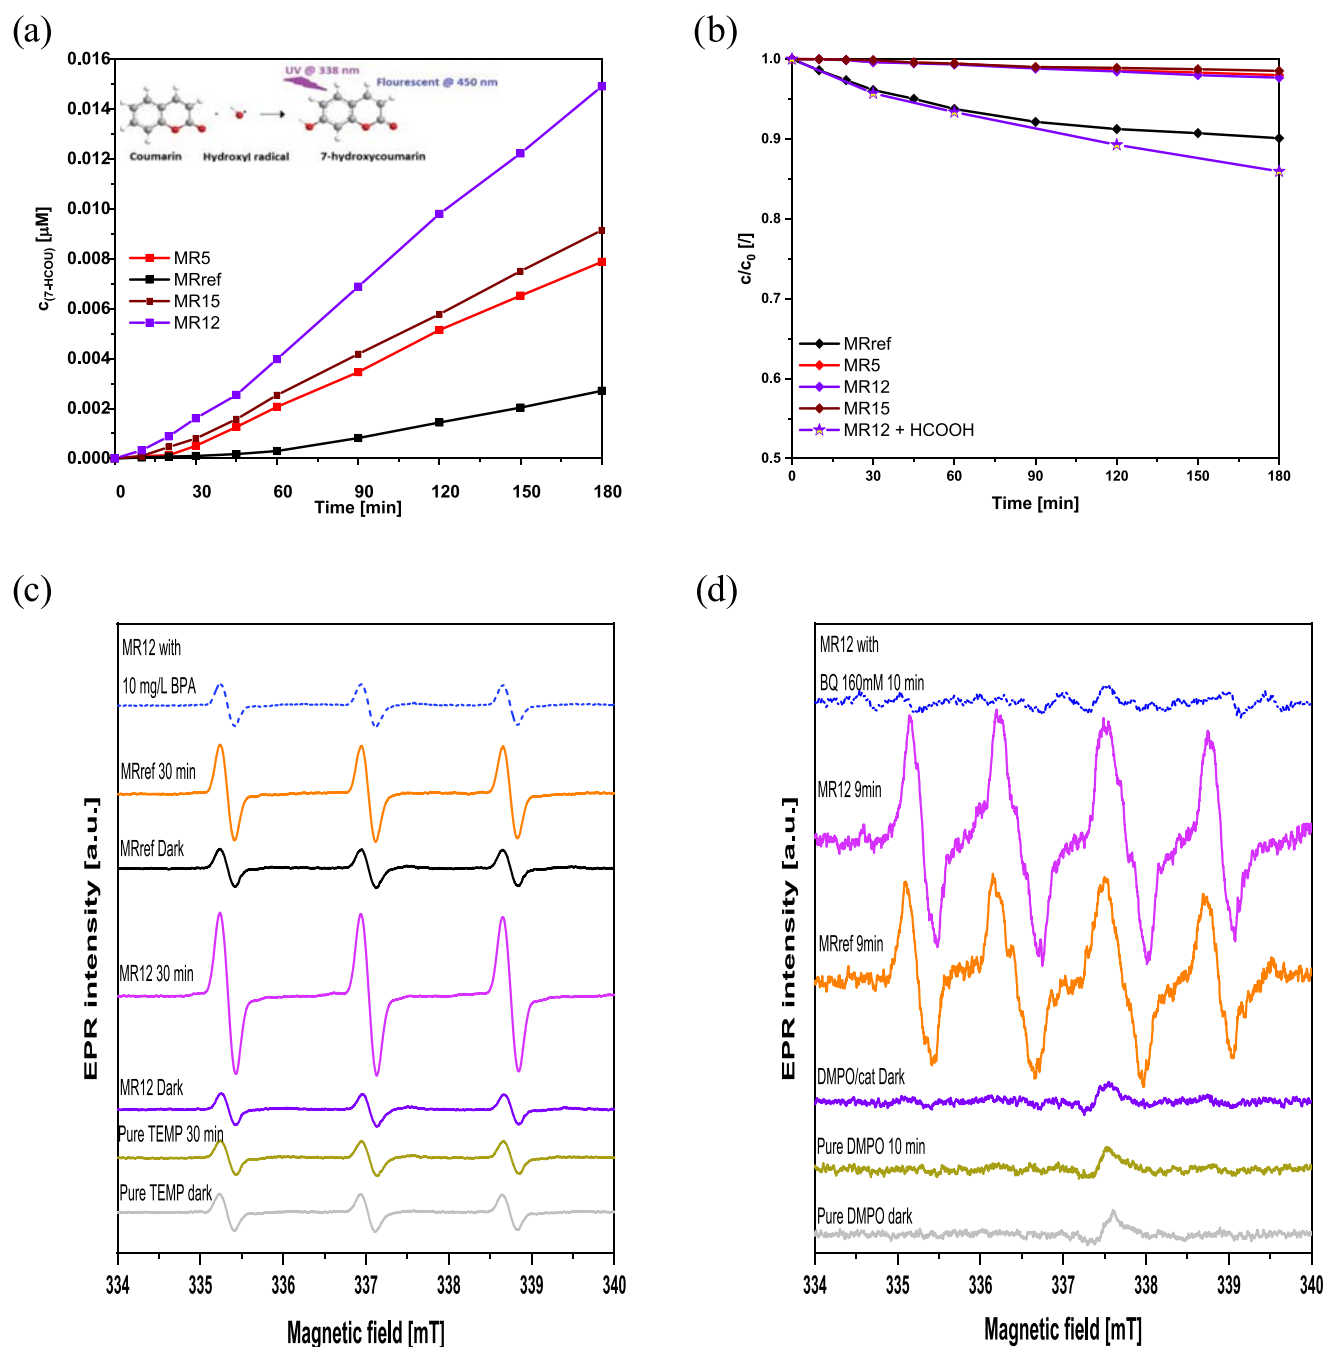 (a)
0.016
0.014
0.012
0.010
0.008
0.006
0.004
0.002
0.000
c(7-HCOU) [µM]
UV @ 338 nm
Flourescent @ 450 nm
Coumarin
Hydroxyl radical
7-hydroxycoumarin
MR5
MRref
MR15
MR12
0 30 60 90 120 150 180
Time [min]
(b)
1.0
0.9
0.8
0.7
0.6
0.5
c/c0 [/]
MRref
MR5
MR12
MR15
MR12 + HCOOH
0 30 60 90 120 150 180
Time [min]
(c)
EPR intensity [a.u.]
MR12 with
10 mg/L BPA
MRref 30 min
MRref Dark
MR12 30 min
MR12 Dark
Pure TEMP 30 min
Pure TEMP dark
334 335 336 337 338 339 340
Magnetic field [mT]
(d)
EPR intensity [a.u.]
MR12 with
BQ 160mM 10 min
MR12 9min
MRref 9min
DMPO/cat Dark
Pure DMPO 10 min
Pure DMPO dark
334 335 336 337 338 339 340
Magnetic field [mT]